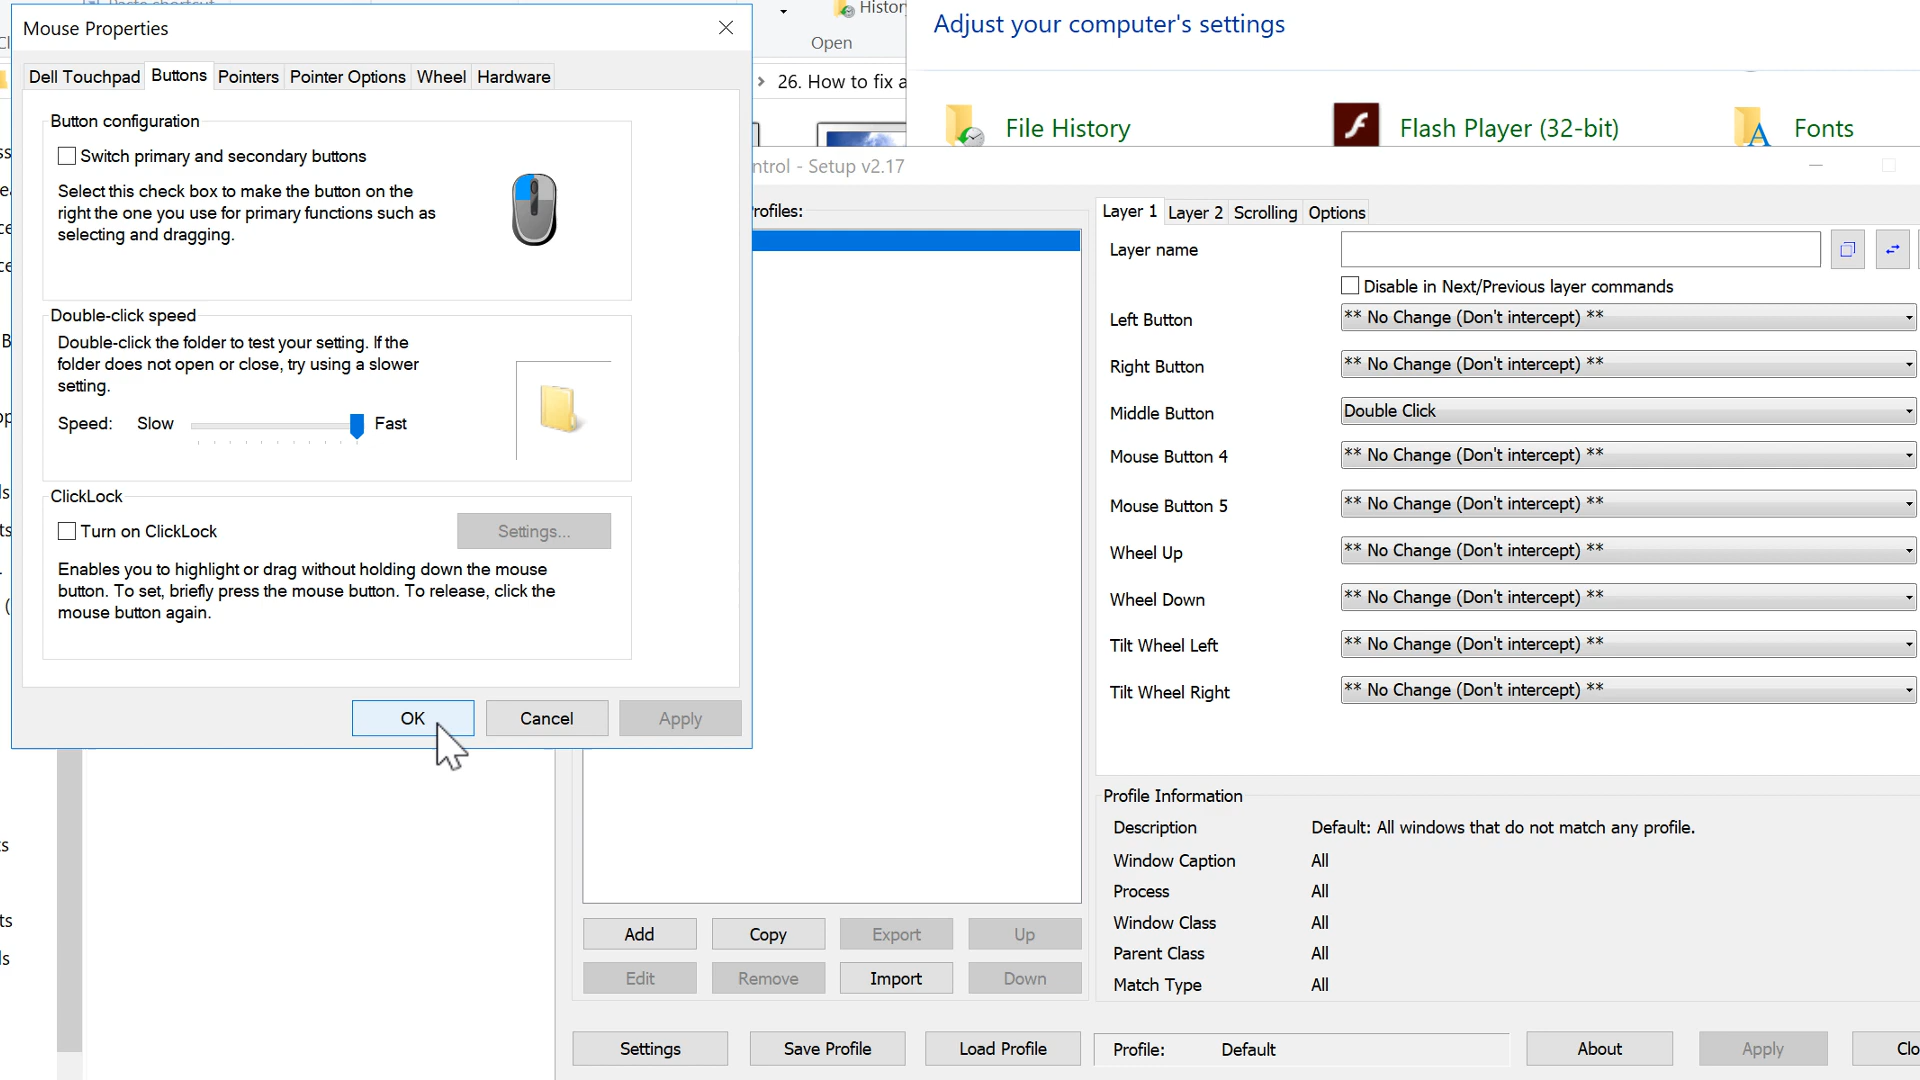 Mouse Properties
Dell Touchpad
Buttons
Pointers
Pointer Options
Wheel
Hardware
Button configuration
Switch primary and secondary buttons
Select this check box to make the button on the
right the one you use for primary functions such as
selecting and dragging.
Double-click speed
Double-click the folder to test your setting. If the
folder does not open or close, try using a slower
setting.
Speed: Slow Fast
ClickLock
Turn on ClickLock
Settings...
Enables you to highlight or drag without holding down the mouse
button. To set, briefly press the mouse button. To release, click the
mouse button again.
OK
Cancel
Apply
Open
26. How to fix a
Adjust your computer's settings
File History
Flash Player (32-bit)
Fonts
ntrol - Setup v2.17
rofiles:
Layer 1
Layer 2
Scrolling
Options
Layer name
Disable in Next/Previous layer commands
Left Button ** No Change (Don't intercept) **
Right Button ** No Change (Don't intercept) **
Middle Button Double Click
Mouse Button 4 ** No Change (Don't intercept) **
Mouse Button 5 ** No Change (Don't intercept) **
Wheel Up ** No Change (Don't intercept) **
Wheel Down ** No Change (Don't intercept) **
Tilt Wheel Left ** No Change (Don't intercept) **
Tilt Wheel Right ** No Change (Don't intercept) **
Profile Information
Description Default: All windows that do not match any profile.
Window Caption All
Process All
Window Class All
Parent Class All
Match Type All
Add
Copy
Export
Up
Edit
Remove
Import
Down
Settings
Save Profile
Load Profile
Profile: Default
About
Apply
Clo